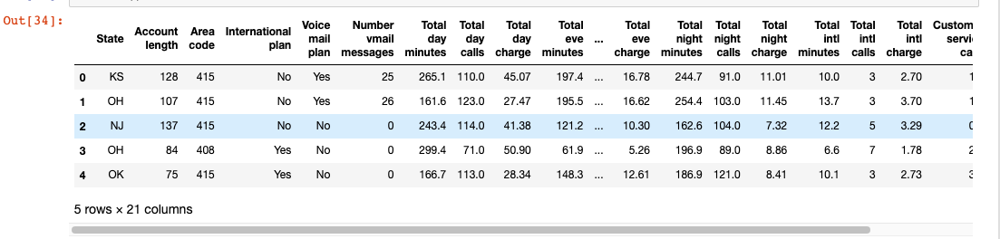 Out[34]:
State Account length Area code International plan Voice mail plan Number vmail messages Total day minutes Total day calls Total day charge Total eve minutes ... Total eve charge Total night minutes Total night calls Total night charge Total intl minutes Total intl calls Total intl charge
0 KS 128 415 No Yes 25 265.1 110.0 45.07 197.4 ... 16.78 244.7 91.0 11.01 10.0 3 2.70 1
1 OH 107 415 No Yes 26 161.6 123.0 27.47 195.5 ... 16.62 254.4 103.0 11.45 13.7 3 3.70 1
2 NJ 137 415 No No 0 243.4 114.0 41.38 121.2 ... 10.30 162.6 104.0 7.32 12.2 5 3.29 0
3 OH 84 408 Yes No 0 299.4 71.0 50.90 61.9 ... 5.26 196.9 89.0 8.86 6.6 7 1.78 2
4 OK 75 415 Yes No 0 166.7 113.0 28.34 148.3 ... 12.61 186.9 121.0 8.41 10.1 3 2.73 3
5 rows × 21 columns